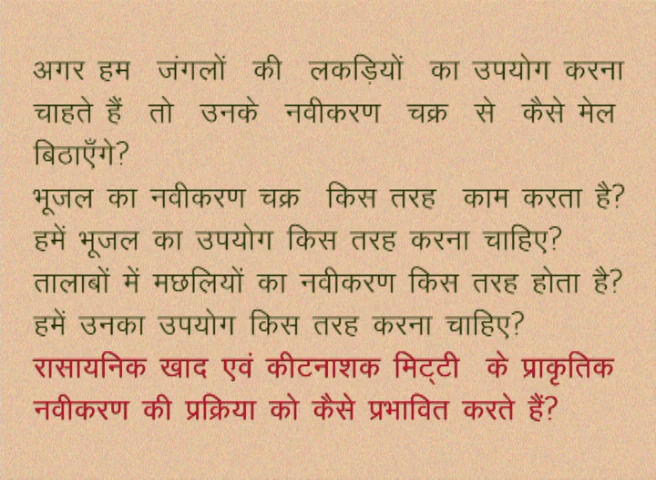 अगर हम जंगलों की लकड़ियों का उपयोग करना
चाहते हैं तो उनके नवीकरण चक्र से कैसे मेल
बिठाएँगे?
भूजल का नवीकरण चक्र किस तरह काम करता है?
हमें भूजल का उपयोग किस तरह करना चाहिए?
तालाबों में मछलियों का नवीकरण किस तरह होता है?
हमें उनका उपयोग किस तरह करना चाहिए?
रासायनिक खाद एवं कीटनाशक मिट्टी के प्राकृतिक
नवीकरण की प्रक्रिया को कैसे प्रभावित करते हैं?